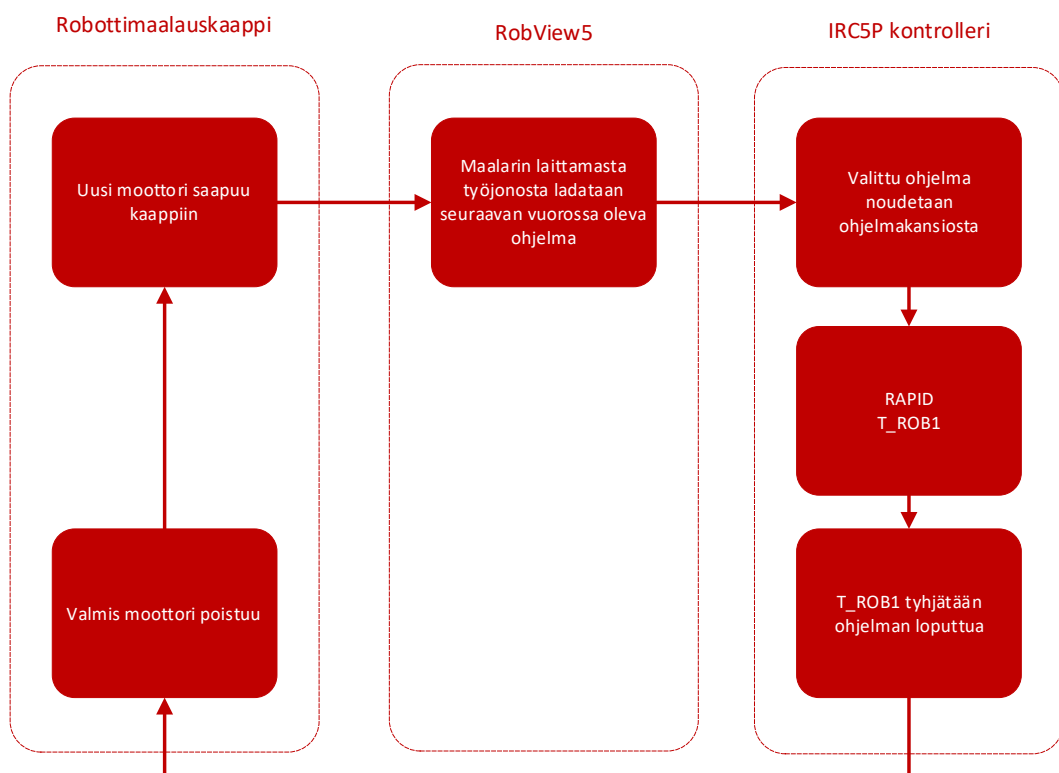 Robottimaalauskaappi
RobView5
IRC5P kontrolleri
Uusi moottori saapuu
kaappiin
Maalarin laittamasta
työjonosta ladataan
seuraavan vuorossa oleva
ohjelma
Valittu ohjelma
noudetaan
ohjelmakansiosta
RAPID
T_ROB1
Valmis moottori poistuu
T_ROB1 tyhjätään
ohjelman loputtua